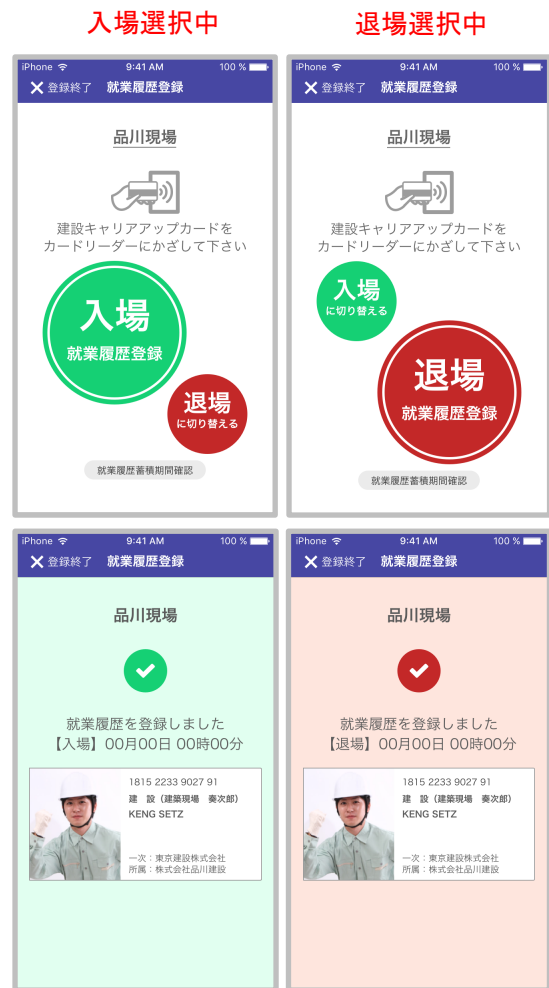 入場選択中
退場選択中
iPhone 9:41 AM 100 %
登録終了 就業履歴登録
品川現場
建設キャリアアップカードを
カードリーダーにかざして下さい
入場
就業履歴登録
退場
に切り替える
就業履歴蓄積期間確認
iPhone 9:41 AM 100 %
登録終了 就業履歴登録
品川現場
建設キャリアアップカードを
カードリーダーにかざして下さい
入場
に切り替える
退場
就業履歴登録
就業履歴蓄積期間確認
iPhone 9:41 AM 100 %
登録終了 就業履歴登録
品川現場
就業履歴を登録しました
【入場】00月00日 00時00分
1815 2233 9027 91
建 設（建築現場 奏次郎）
KENG SETZ
一次：東京建設株式会社
所属：株式会社品川建設
iPhone 9:41 AM 100 %
登録終了 就業履歴登録
品川現場
就業履歴を登録しました
【退場】00月00日 00時00分
1815 2233 9027 91
建 設（建築現場 奏次郎）
KENG SETZ
一次：東京建設株式会社
所属：株式会社品川建設